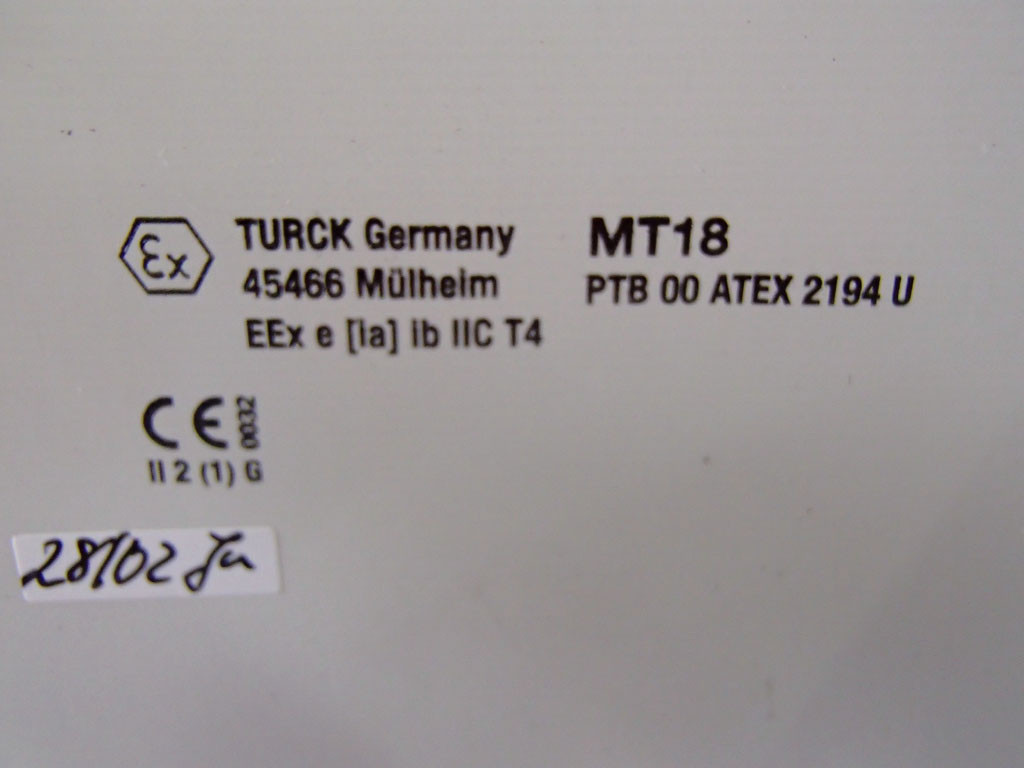 Ex TURCK Germany MT18
45466 Mülheim PTB 00 ATEX 2194 U
EEx e [ia] ib IIC T4
CE 0032
II 2 (1) G
28/02